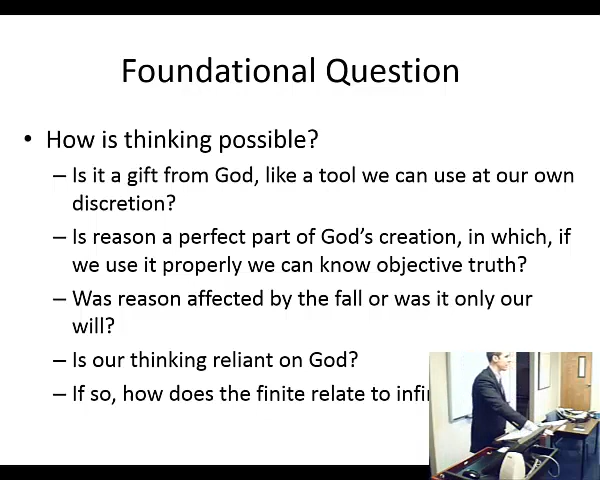 Foundational Question
• How is thinking possible?
– Is it a gift from God, like a tool we can use at our own
discretion?
– Is reason a perfect part of God's creation, in which, if
we use it properly we can know objective truth?
– Was reason affected by the fall or was it only our
will?
– Is our thinking reliant on God?
– If so, how does the finite relate to